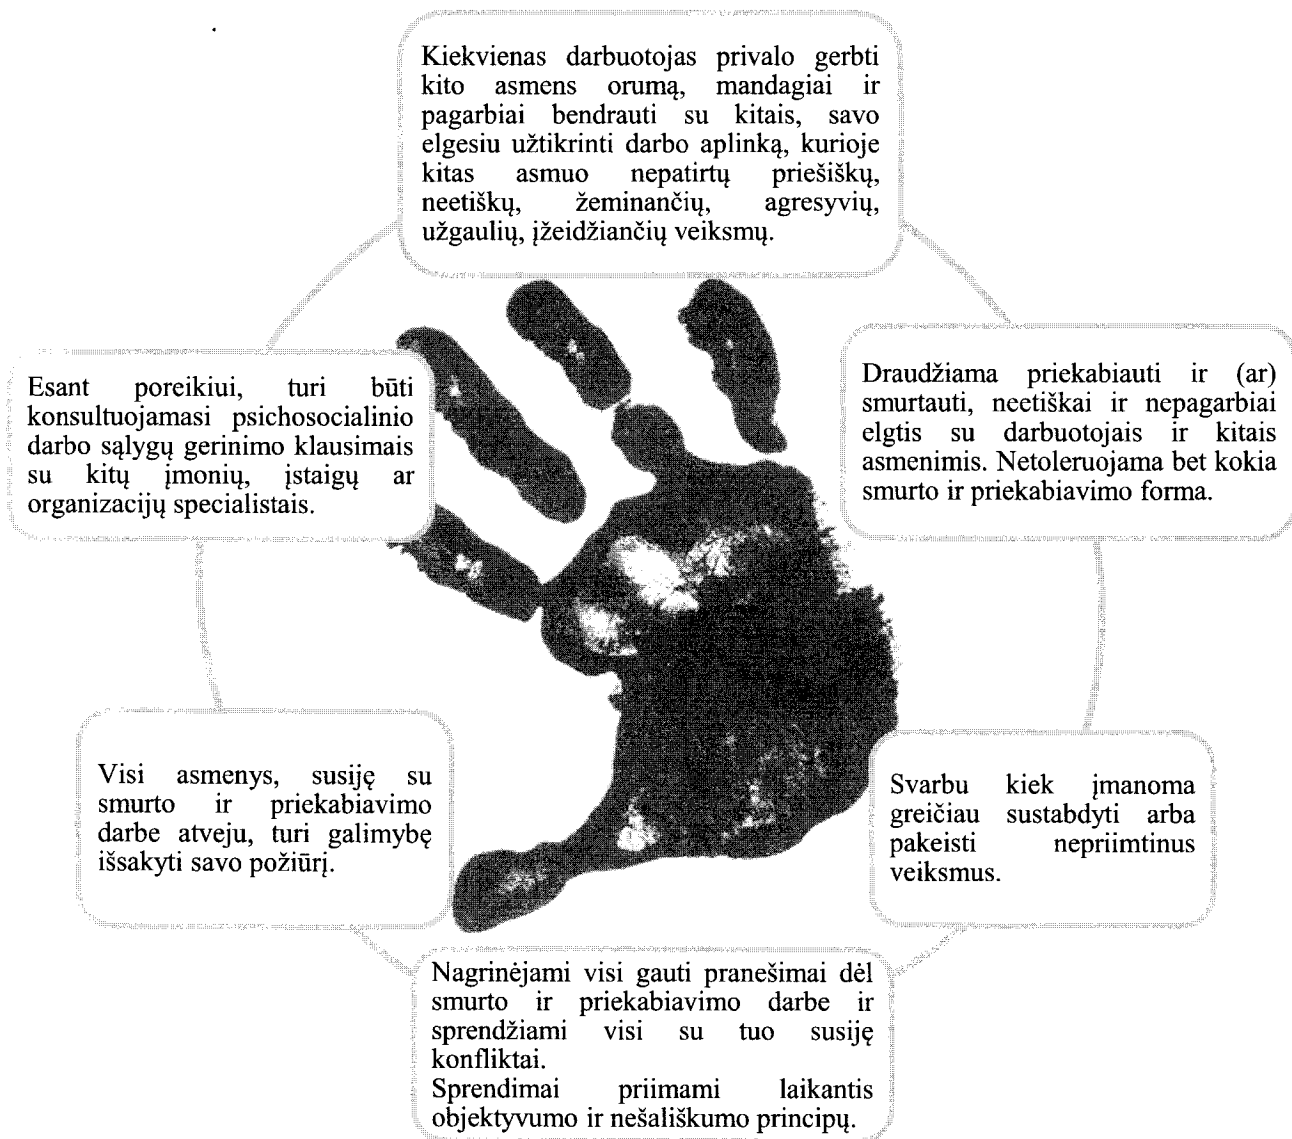 Kiekvienas darbuotojas privalo gerbti
kito asmens orumą, mandagiai ir
pagarbiai bendrauti su kitais, savo
elgesiu užtikrinti darbo aplinką, kurioje
kitas asmuo nepatirtų priešiškų,
neetiškų, žeminančių, agresyvių,
užgaulių, įžeidžiančių veiksmų.
Draudžiama priekabiauti ir (ar)
smurtauti, neetiškai ir nepagarbiai
elgtis su darbuotojais ir kitais
asmenimis. Netoleruojama bet kokia
smurto ir priekabiavimo forma.
Svarbu kiek įmanoma
greičiau sustabdyti arba
pakeisti nepriimtinus
veiksmus.
Nagrinėjami visi gauti pranešimai dėl
smurto ir priekabiavimo darbe ir
sprendžiami visi su tuo susiję
konfliktai.
Sprendimai priimami laikantis
objektyvumo ir nešališkumo principų.
Visi asmenys, susiję su
smurto ir priekabiavimo
darbe atveju, turi galimybę
išsakyti savo požiūrį.
Esant poreikiui, turi būti
konsultuojamasi psichosocialinio
darbo sąlygų gerinimo klausimais
su kitų įmonių, įstaigų ar
organizacijų specialistais.